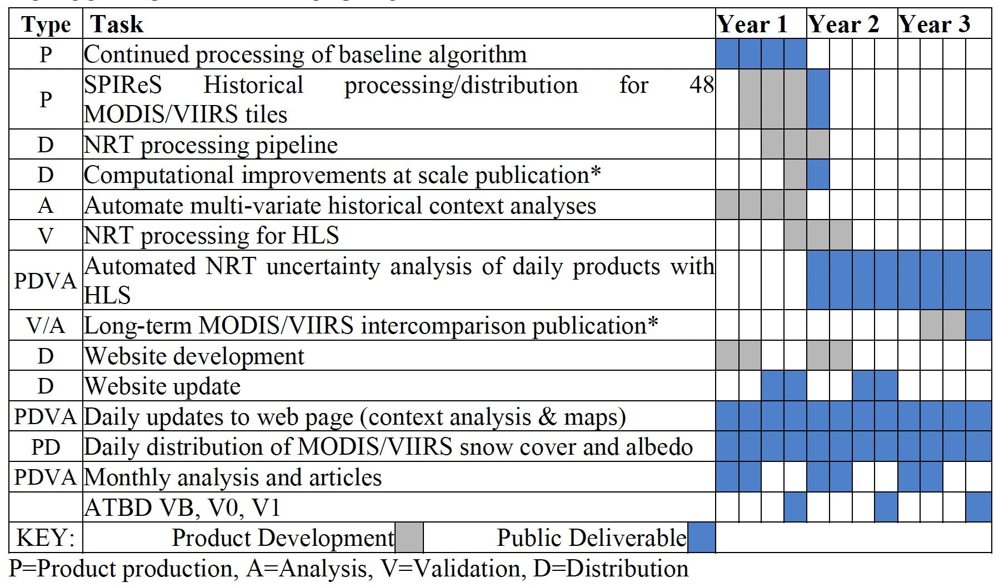 Type Task Year 1 Year 2 Year 3
P Continued processing of baseline algorithm
SPIReS Historical processing/distribution for 48
P
MODIS/VIIRS tiles
D NRT processing pipeline
D Computational improvements at scale publication*
A Automate multi-variate historical context analyses
V NRT processing for HLS
Automated NRT uncertainty analysis of daily products with
PDVA
HLS
V/A Long-term MODIS/VIIRS intercomparison publication*
D Website development
D Website update
PDVA Daily updates to web page (context analysis & maps)
PD Daily distribution of MODIS/VIIRS snow cover and albedo
PDVA Monthly analysis and articles
ATBD VB, V0, V1
KEY: Product Development Public Deliverable
P=Product production, A=Analysis, V=Validation, D=Distribution